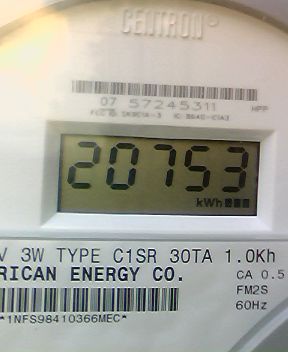 CENTRON®
07 57245311 MPP
20753
kWh
V 3W TYPE C1SR 30TA 1.0Kh
RICAN ENERGY CO.
CA 0.5
FM2S
60Hz
*1NFS98410366MEC*